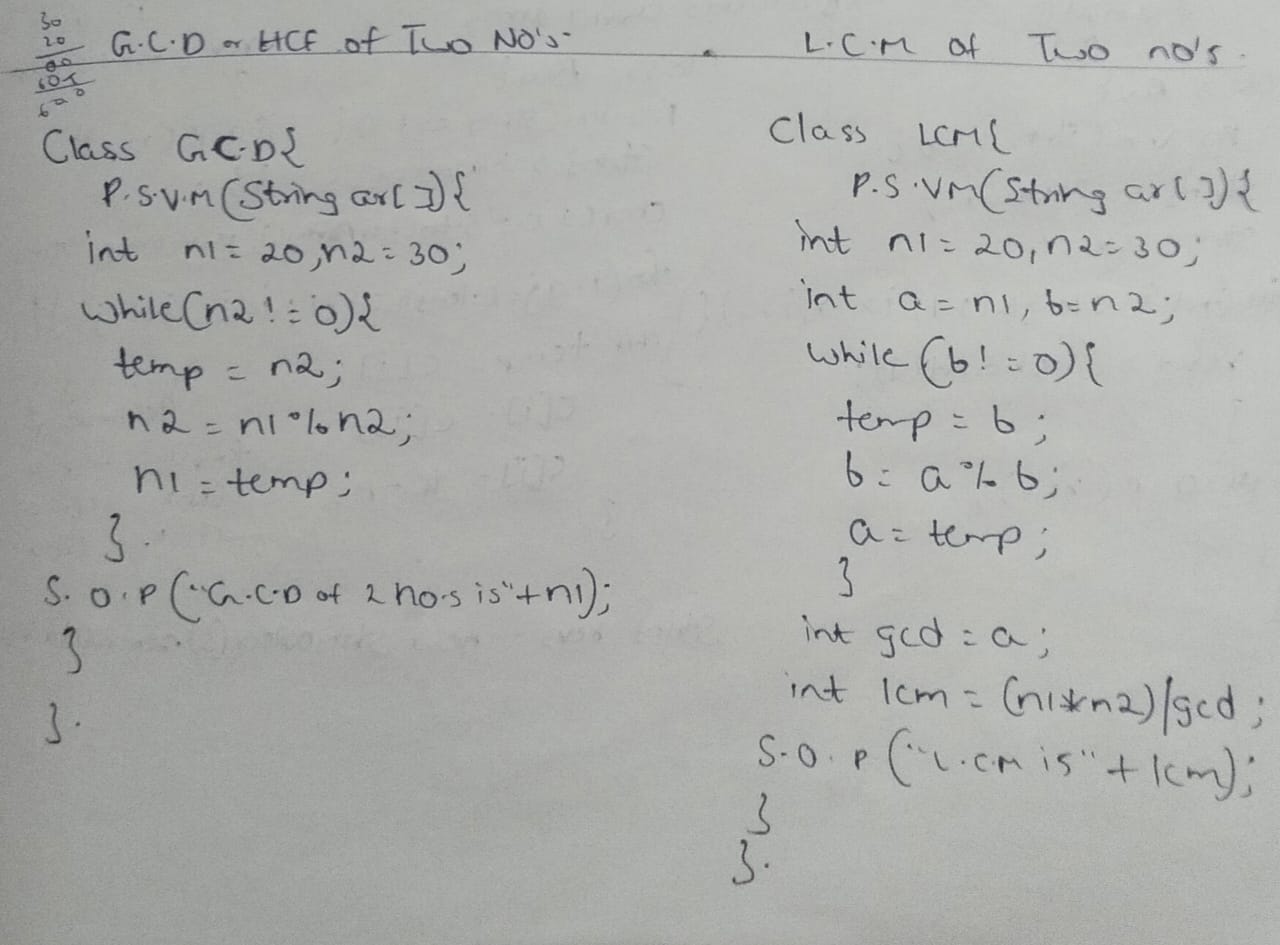 30
20
00
60x
600
G.C.D or HCF of Two NO's-
Class GCD{
P.S.V.M(String ar[]){
int n1 = 20,n2 = 30;
while(n2 != 0){
temp = n2;
n2 = n1%n2;
n1 = temp;
}.
S.O.P("G.C.D of 2 no.s is"+n1);
}
}.
L.C.M of Two no's.
Class LCM{
P.S.VM(String ar[]){
int n1 = 20,n2=30;
int a = n1, b=n2;
while (b! = 0){
temp = b;
b = a % b;
a = temp;
}
int gcd = a;
int lcm = (n1*n2)/gcd;
S.O.P("L.CM is"+lcm);
}
}.